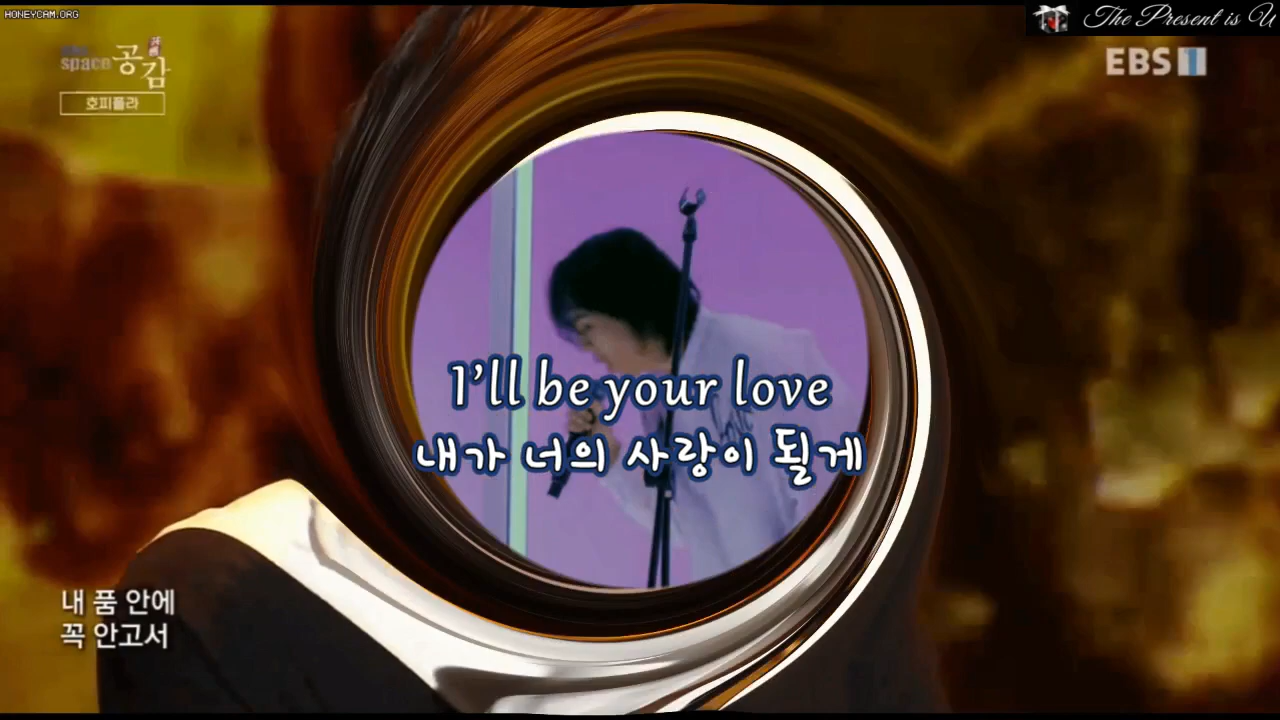 HONEYCAM.ORG
The Present is U
space 공감
EBS 1
호피폴라
I'll be your love
내가 너의 사랑이 될게
내 품 안에
꼭 안고서